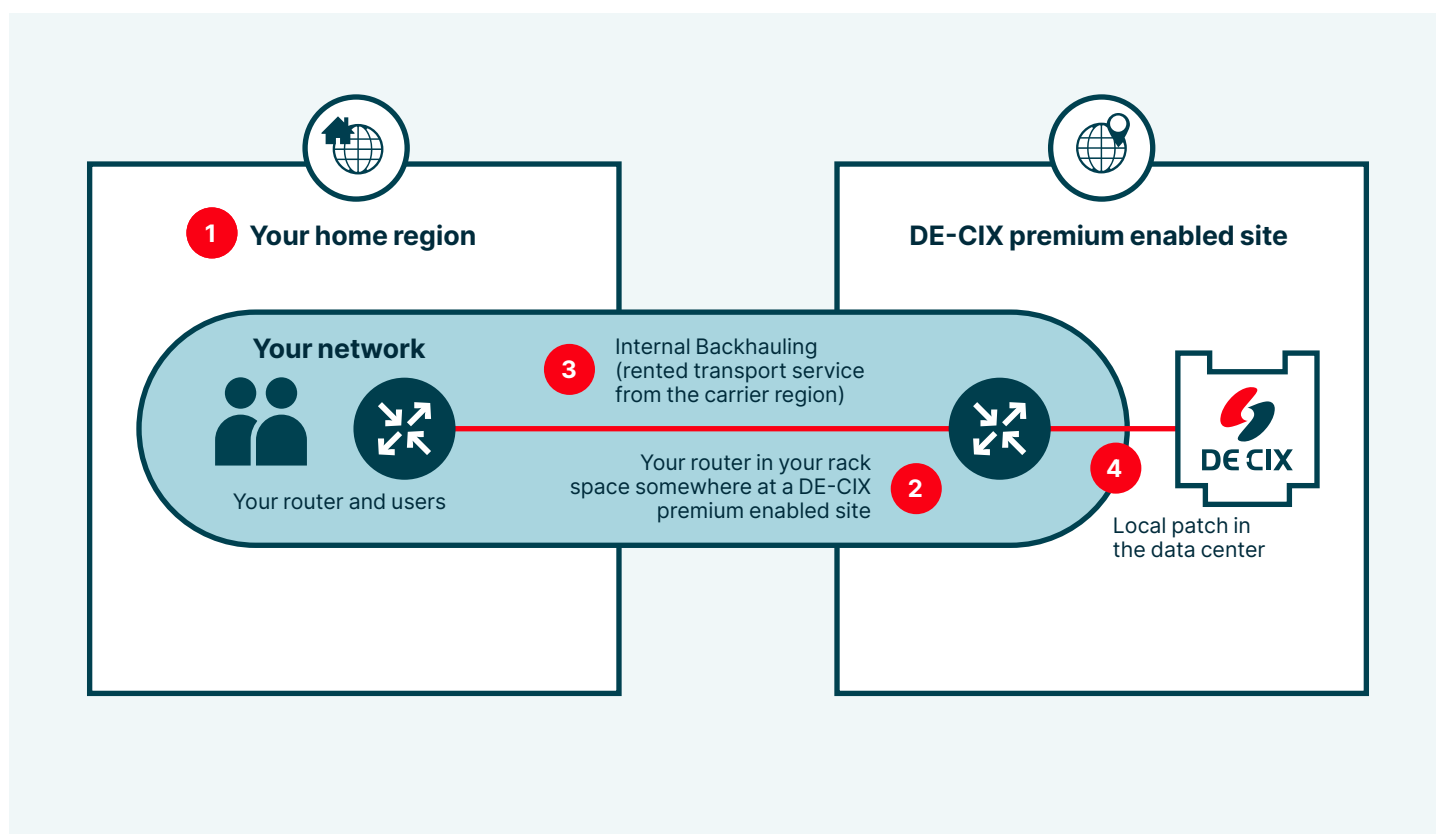 1
Your home region
DE-CIX premium enabled site
Your network
Your router and users
3
Internal Backhauling
(rented transport service
from the carrier region)
Your router in your rack
space somewhere at a DE-CIX
premium enabled site
2
4
DE CIX
Local patch in
the data center